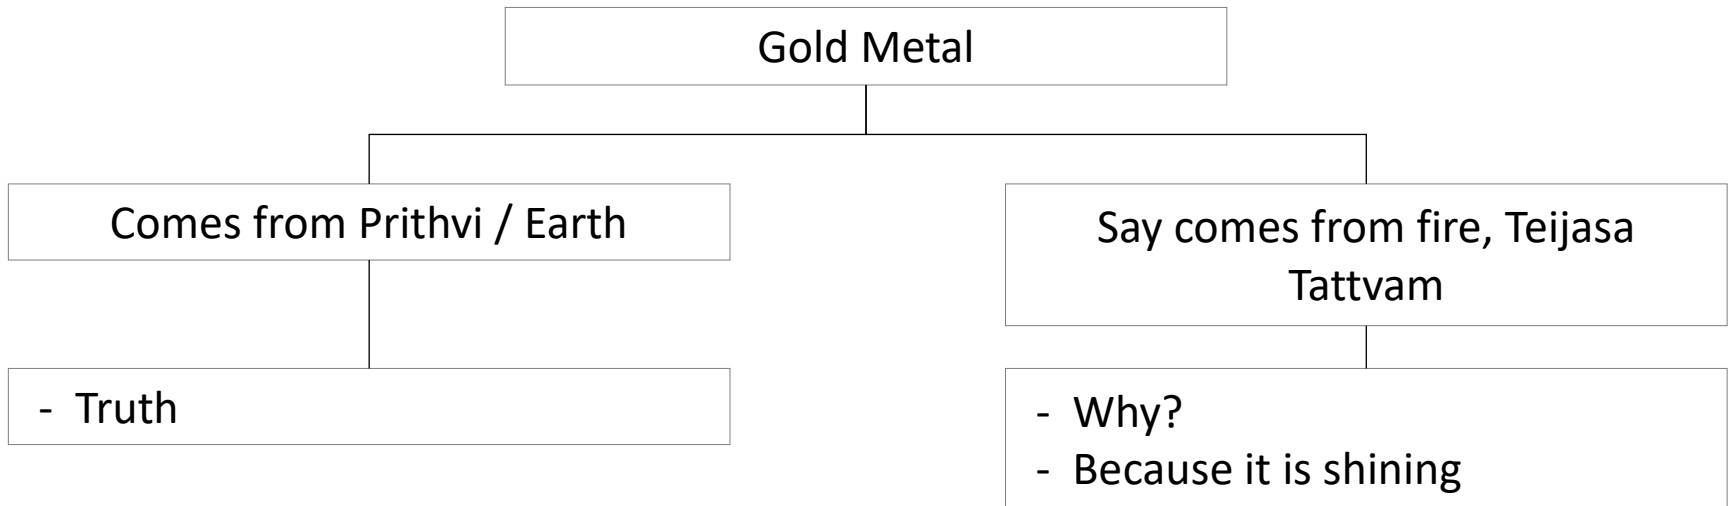 Gold Metal
Comes from Prithvi / Earth
- Truth
Say comes from fire, Teijasa
Tattvam
- Why?
- Because it is shining